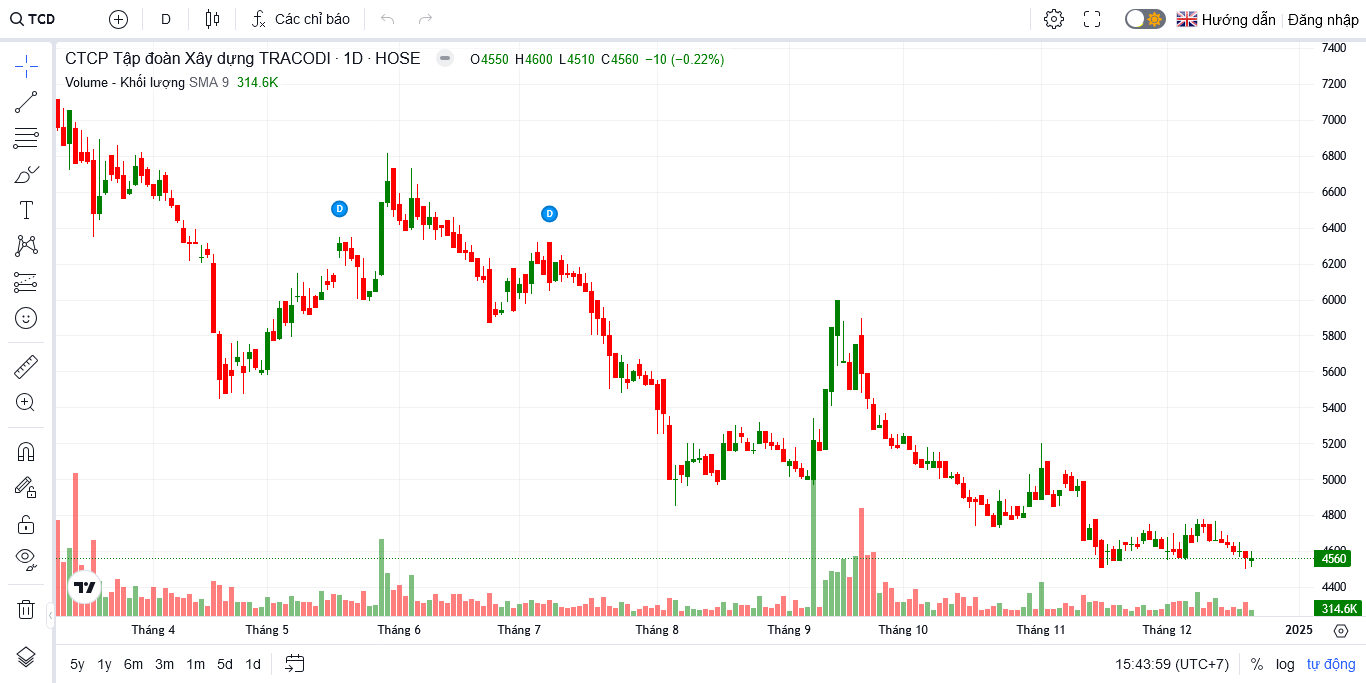 TCD D Các chỉ báo Hướng dẫn Đăng nhập
CTCP Tập đoàn Xây dựng TRACODI · 1D · HOSE O4550 H4600 L4510 C4560 −10 (−0.22%)
Volume - Khối lượng SMA 9 314.6K
7400
7200
7000
6800
6600
6400
6200
6000
5800
5600
5400
5200
5000
4800
4600
4560
4400
314.6K
D
D
Tháng 4 Tháng 5 Tháng 6 Tháng 7 Tháng 8 Tháng 9 Tháng 10 Tháng 11 Tháng 12 2025
5y 1y 6m 3m 1m 5d 1d 15:43:59 (UTC+7) % log tự động